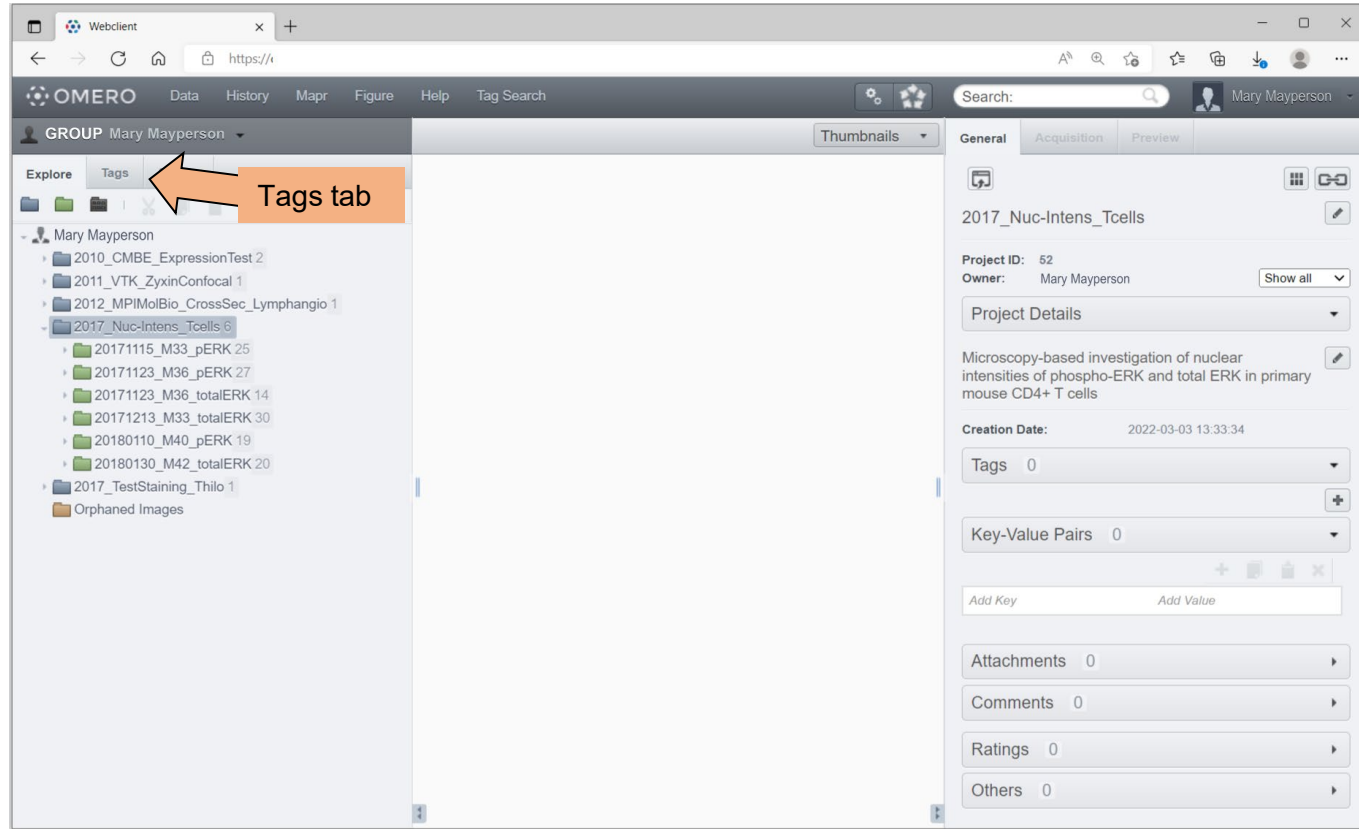 Webclient
https://
OMERO Data History Mapr Figure Help Tag Search Search: Mary Mayperson
GROUP Mary Mayperson Thumbnails General Acquisition Preview
Explore Tags
Tags tab
Mary Mayperson
2010_CMBE_ExpressionTest 2
2011_VTK_ZyxinConfocal 1
2012_MPIMolBio_CrossSec_Lymphangio 1
2017_Nuc-Intens_Tcells 6
20171115_M33_pERK 25
20171123_M36_pERK 27
20171123_M36_totalERK 14
20171213_M33_totalERK 30
20180110_M40_pERK 19
20180130_M42_totalERK 20
2017_TestStaining_Thilo 1
Orphaned Images
2017_Nuc-Intens_Tcells
Project ID: 52
Owner: Mary Mayperson Show all
Project Details
Microscopy-based investigation of nuclear
intensities of phospho-ERK and total ERK in primary
mouse CD4+ T cells
Creation Date: 2022-03-03 13:33:34
Tags 0
Key-Value Pairs 0
Add Key Add Value
Attachments 0
Comments 0
Ratings 0
Others 0